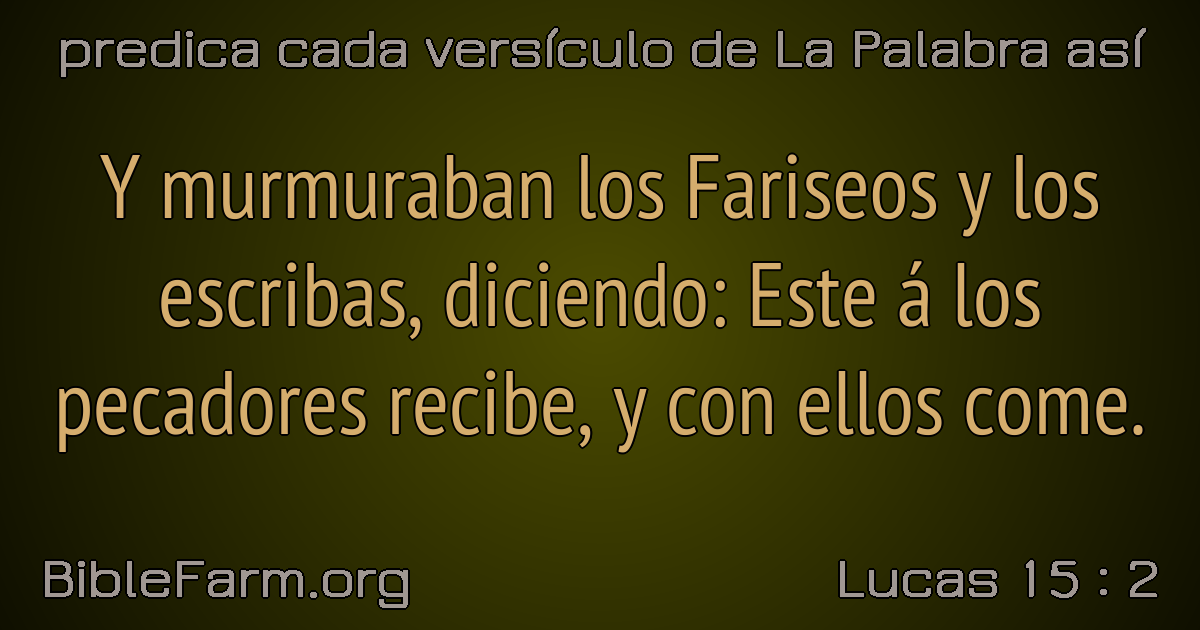 predica cada versículo de La Palabra así
Y murmuraban los Fariseos y los
escribas, diciendo: Este á los
pecadores recibe, y con ellos come.
BibleFarm.org
Lucas 15 : 2